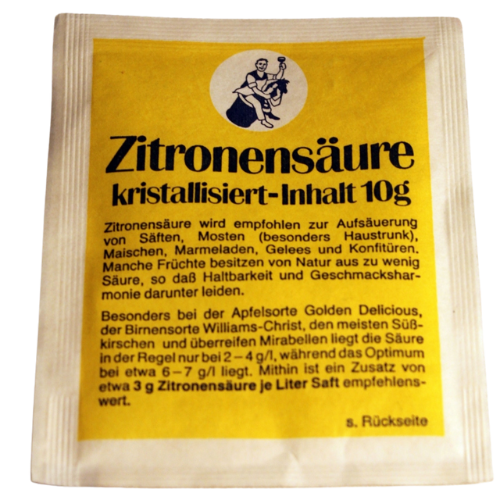 Zitronensäure
kristallisiert-Inhalt 10g
Zitronensäure wird empfohlen zur Aufsäuerung
von Säften, Mosten (besonders Haustrunk),
Maischen, Marmeladen, Gelees und Konfitüren.
Manche Früchte besitzen von Natur aus zu wenig
Säure, so daß Haltbarkeit und Geschmackshar-
monie darunter leiden.
Besonders bei der Apfelsorte Golden Delicious,
der Birnensorte Williams-Christ, den meisten Süß-
kirschen und überreifen Mirabellen liegt die Säure
in der Regel nur bei 2–4 g/l, während das Optimum
bei etwa 6–7 g/l liegt. Mithin ist ein Zusatz von
etwa 3 g Zitronensäure je Liter Saft empfehlens-
wert.
s. Rückseite